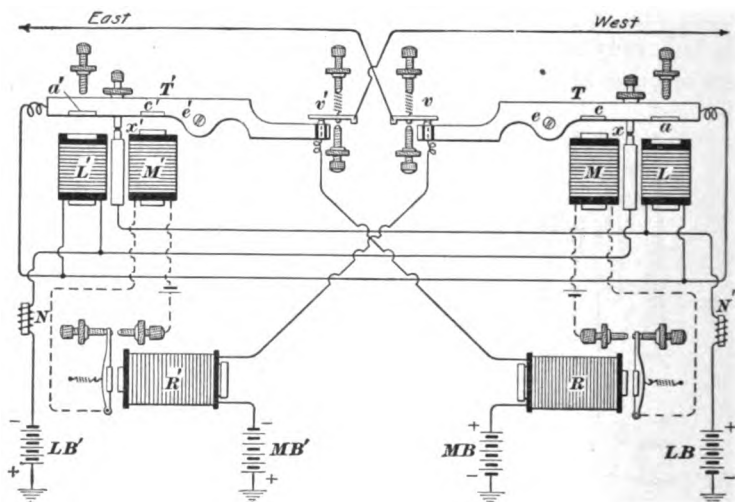 East West
a' T' c' e' v' v T e c a
x' x
L' M' M L
N' N'
R' R
- + LB' - + MB' MB + - LB + -